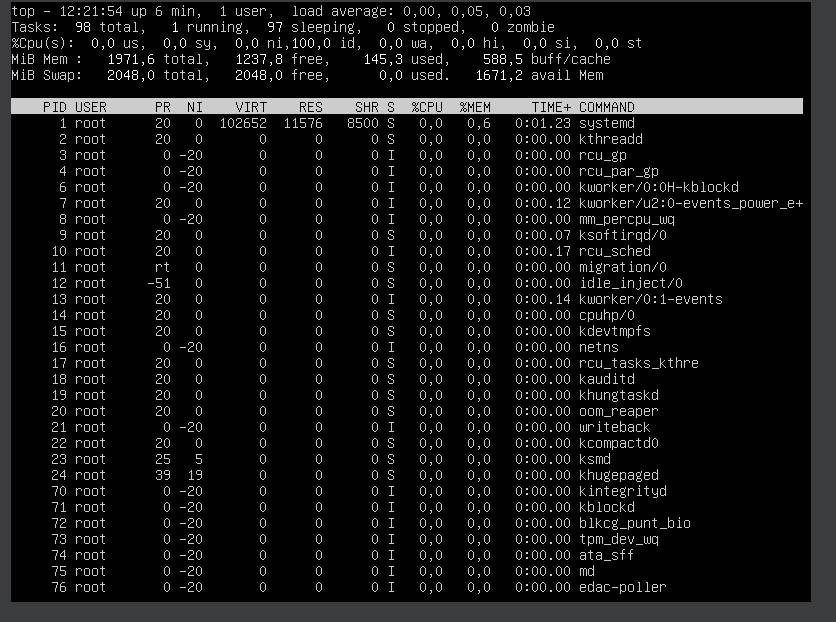 top - 12:21:54 up 6 min,  1 user,  load average: 0,00, 0,05, 0,03
Tasks:  98 total,   1 running,  97 sleeping,   0 stopped,   0 zombie
%Cpu(s):  0,0 us,  0,0 sy,  0,0 ni,100,0 id,  0,0 wa,  0,0 hi,  0,0 si,  0,0 st
MiB Mem :   1971,6 total,   1237,8 free,    145,3 used,    588,5 buff/cache
MiB Swap:   2048,0 total,   2048,0 free,      0,0 used.   1671,2 avail Mem
PID USER      PR  NI    VIRT    RES    SHR S  %CPU  %MEM     TIME+ COMMAND
1 root      20   0  102652  11576   8500 S   0,0   0,6   0:01.23 systemd
2 root      20   0       0      0      0 S   0,0   0,0   0:00.00 kthreadd
3 root       0 -20       0      0      0 I   0,0   0,0   0:00.00 rcu_gp
4 root       0 -20       0      0      0 I   0,0   0,0   0:00.00 rcu_par_gp
6 root       0 -20       0      0      0 I   0,0   0,0   0:00.00 kworker/0:0H-kblockd
7 root      20   0       0      0      0 I   0,0   0,0   0:00.12 kworker/u2:0-events_power_e+
8 root       0 -20       0      0      0 I   0,0   0,0   0:00.00 mm_percpu_wq
9 root      20   0       0      0      0 S   0,0   0,0   0:00.07 ksoftirqd/0
10 root      20   0       0      0      0 I   0,0   0,0   0:00.17 rcu_sched
11 root      rt   0       0      0      0 S   0,0   0,0   0:00.00 migration/0
12 root     -51   0       0      0      0 S   0,0   0,0   0:00.00 idle_inject/0
13 root      20   0       0      0      0 I   0,0   0,0   0:00.14 kworker/0:1-events
14 root      20   0       0      0      0 S   0,0   0,0   0:00.00 cpuhp/0
15 root      20   0       0      0      0 S   0,0   0,0   0:00.00 kdevtmpfs
16 root       0 -20       0      0      0 I   0,0   0,0   0:00.00 netns
17 root      20   0       0      0      0 S   0,0   0,0   0:00.00 rcu_tasks_kthre
18 root      20   0       0      0      0 S   0,0   0,0   0:00.00 kauditd
19 root      20   0       0      0      0 S   0,0   0,0   0:00.00 khungtaskd
20 root      20   0       0      0      0 S   0,0   0,0   0:00.00 oom_reaper
21 root       0 -20       0      0      0 I   0,0   0,0   0:00.00 writeback
22 root      20   0       0      0      0 S   0,0   0,0   0:00.00 kcompactd0
23 root      25   5       0      0      0 S   0,0   0,0   0:00.00 ksmd
24 root      39  19       0      0      0 S   0,0   0,0   0:00.00 khugepaged
70 root       0 -20       0      0      0 I   0,0   0,0   0:00.00 kintegrityd
71 root       0 -20       0      0      0 I   0,0   0,0   0:00.00 kblockd
72 root       0 -20       0      0      0 I   0,0   0,0   0:00.00 blkcg_punt_bio
73 root       0 -20       0      0      0 I   0,0   0,0   0:00.00 tpm_dev_wq
74 root       0 -20       0      0      0 I   0,0   0,0   0:00.00 ata_sff
75 root       0 -20       0      0      0 I   0,0   0,0   0:00.00 md
76 root       0 -20       0      0      0 I   0,0   0,0   0:00.00 edac-poller